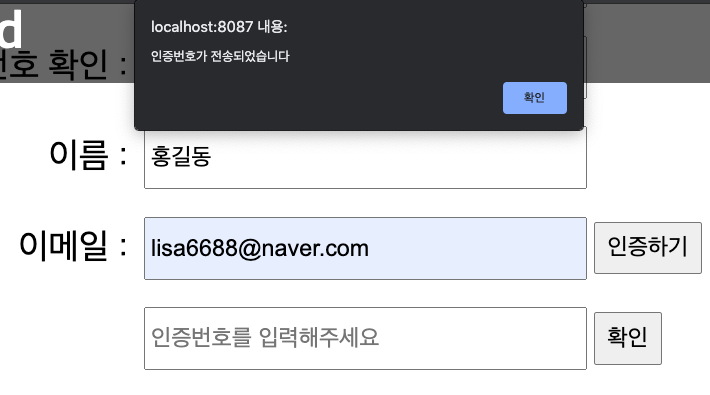 d
localhost:8087 내용:
인증번호가 전송되었습니다
확인
번호 확인 :
이름 : 홍길동
이메일 : lisa6688@naver.com 인증하기
인증번호를 입력해주세요 확인